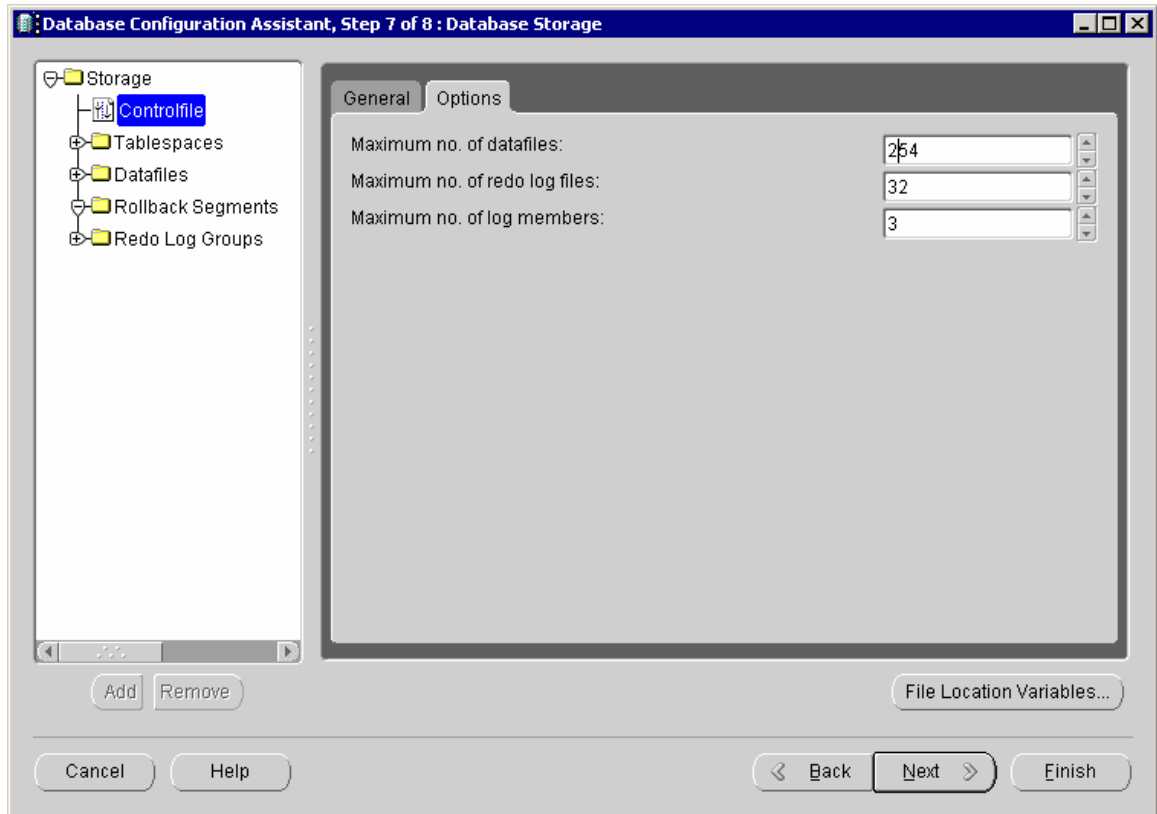 Database Configuration Assistant, Step 7 of 8 : Database Storage
Storage
Controlfile
Tablespaces
Datafiles
Rollback Segments
Redo Log Groups
General Options
Maximum no. of datafiles: 254
Maximum no. of redo log files: 32
Maximum no. of log members: 3
Add Remove
File Location Variables...
Cancel Help Back Next Finish